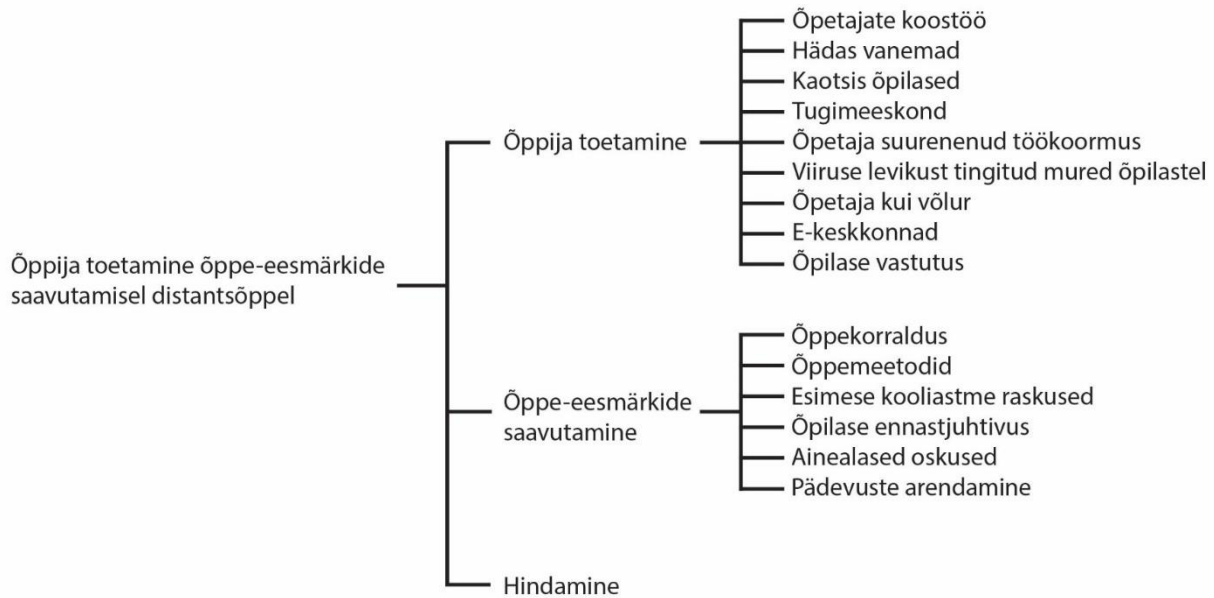 Õppija toetamine õppe-eesmärkide
saavutamisel distantsõppel
Õppija toetamine
Õpetajate koostöö
Hädas vanemad
Kaotsis õpilased
Tugimeeskond
Õpetaja suurenenud töökoormus
Viiruse levikust tingitud mured õpilastel
Õpetaja kui võlur
E-keskkonnad
Õpilase vastutus
Õppe-eesmärkide
saavutamine
Õppekorraldus
Õppemeetodid
Esimese kooliastme raskused
Õpilase ennastjuhtivus
Ainealased oskused
Pädevuste arendamine
Hindamine